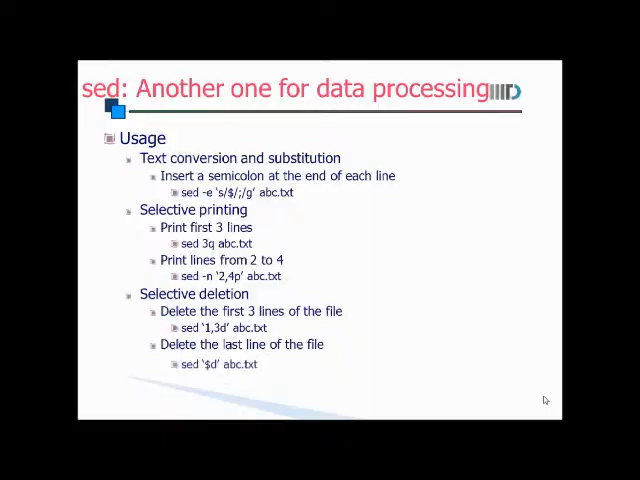 sed: Another one for data processing
Usage
Text conversion and substitution
Insert a semicolon at the end of each line
sed -e ‘s/$/;/g’ abc.txt
Selective printing
Print first 3 lines
sed 3q abc.txt
Print lines from 2 to 4
sed -n ‘2,4p’ abc.txt
Selective deletion
Delete the first 3 lines of the file
sed ‘1,3d’ abc.txt
Delete the last line of the file
sed ‘$d’ abc.txt